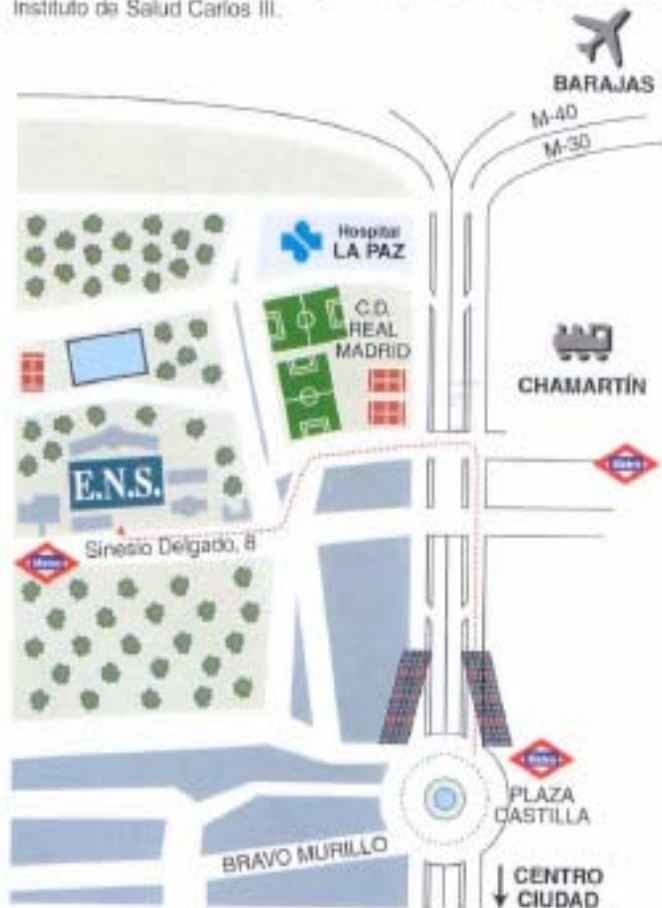 Instituto de Salud Carlos III.
BARAJAS
M-40
M-30
Hospital
LA PAZ
C.D.
REAL
MADRID
CHAMARTÍN
Metro
E.N.S.
Sinesio Delgado, 8
Metro
Metro
PLAZA
CASTILLA
BRAVO MURILLO
CENTRO
CIUDAD